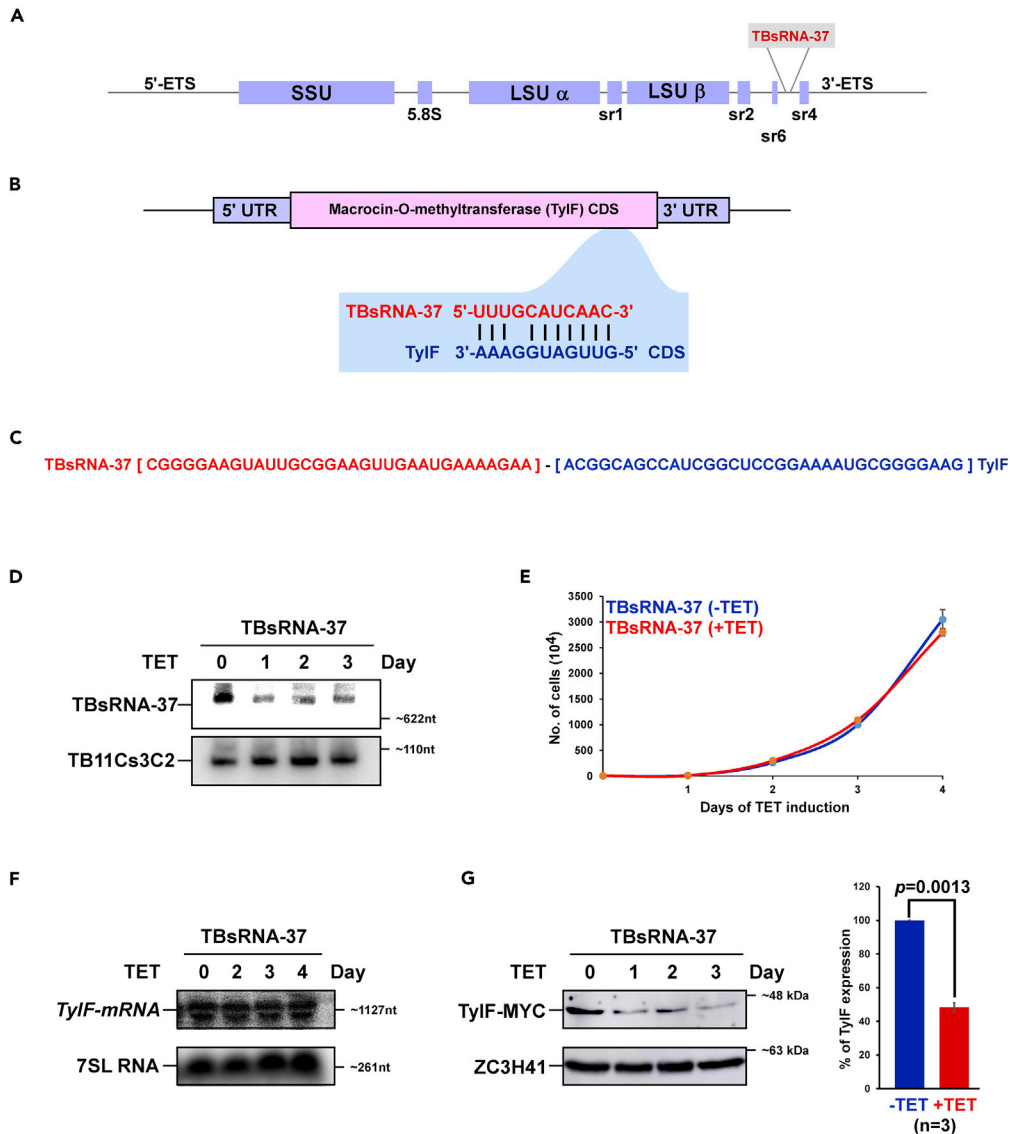 A
TBsRNA-37
5'-ETS
SSU
5.8S
LSU α
sr1
LSU β
sr2
sr6
sr4
3'-ETS
B
5' UTR
Macrocin-O-methyltransferase (TyIF) CDS
3' UTR
TBsRNA-37 5'-UUUGCAUCAAC-3'
TyIF 3'-AAAGGUAGUUG-5' CDS
C
TBsRNA-37 [ CGGGGAAGUAUUGCGGAAGUUGAAUGAAAAGAA ] - [ ACGGCAGCCAUCGGCUCCGGAAAAUGCGGGGAAG ] TyIF
D
TBsRNA-37
TET 0 1 2 3 Day
TBsRNA-37
~622nt
TB11Cs3C2
~110nt
E
TBsRNA-37 (-TET)
TBsRNA-37 (+TET)
No. of cells (10⁴)
3500
3000
2500
2000
1500
1000
500
0
1 2 3 4
Days of TET induction
F
TBsRNA-37
TET 0 2 3 4 Day
TyIF-mRNA
~1127nt
7SL RNA
~261nt
G
TBsRNA-37
TET 0 1 2 3 Day
TyIF-MYC
~48 kDa
ZC3H41
~63 kDa
% of TyIF expression
120
100
80
60
40
20
0
p=0.0013
-TET +TET
(n=3)